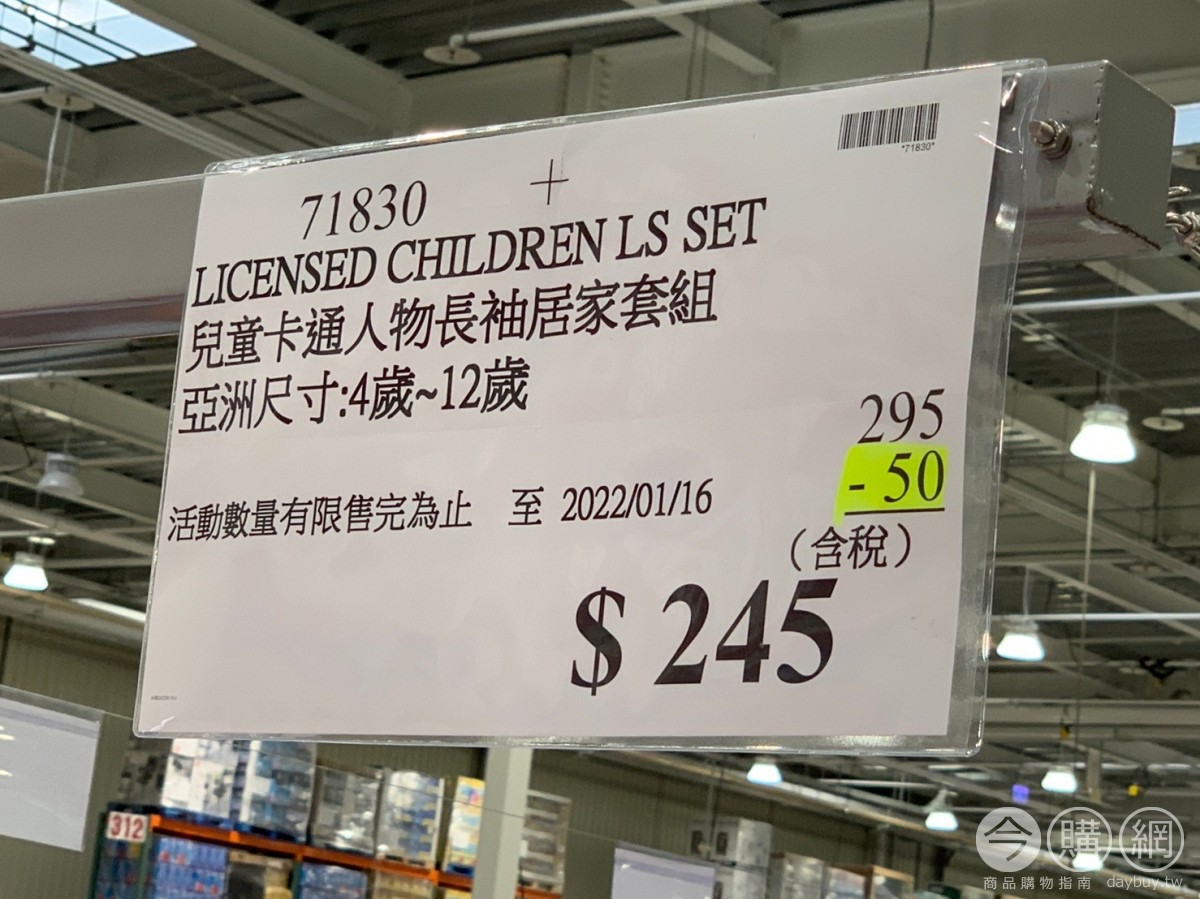 *71830*
71830
LICENSED CHILDREN LS SET
兒童卡通人物長袖居家套組
亞洲尺寸:4歲~12歲
295
- 50
活動數量有限售完為止 至 2022/01/16
(含稅)
$ 245
312
今購網
商品購物指南 daybuy.tw